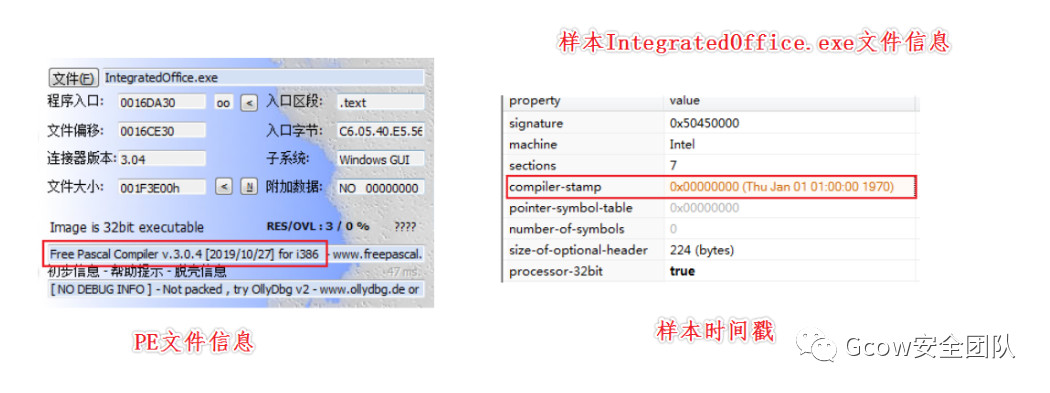 样本IntegratedOffice.exe文件信息
文件(F) IntegratedOffice.exe
程序入口: 0016DA30 oo < 入口区段: .text
文件偏移: 0016CE30 入口字节: C6.05.40.E5.5E
连接器版本: 3.04 子系统: Windows GUI
文件大小: 001F3E00h < N 附加数据: NO 00000000
Image is 32bit executable RES/OVL : 3 / 0 % ????
Free Pascal Compiler v.3.0.4 [2019/10/27] for i386 - www.freepascal.
初步信息 - 帮助提示 - 脱壳信息 47 ms.
[ NO DEBUG INFO ] - Not packed , try OllyDbg v2 - www.ollydbg.de or
PE文件信息
property value
signature 0x50450000
machine Intel
sections 7
compiler-stamp 0x00000000 (Thu Jan 01 01:00:00 1970)
pointer-symbol-table 0x00000000
number-of-symbols 0
size-of-optional-header 224 (bytes)
processor-32bit true
样本时间戳
Gcow安全团队